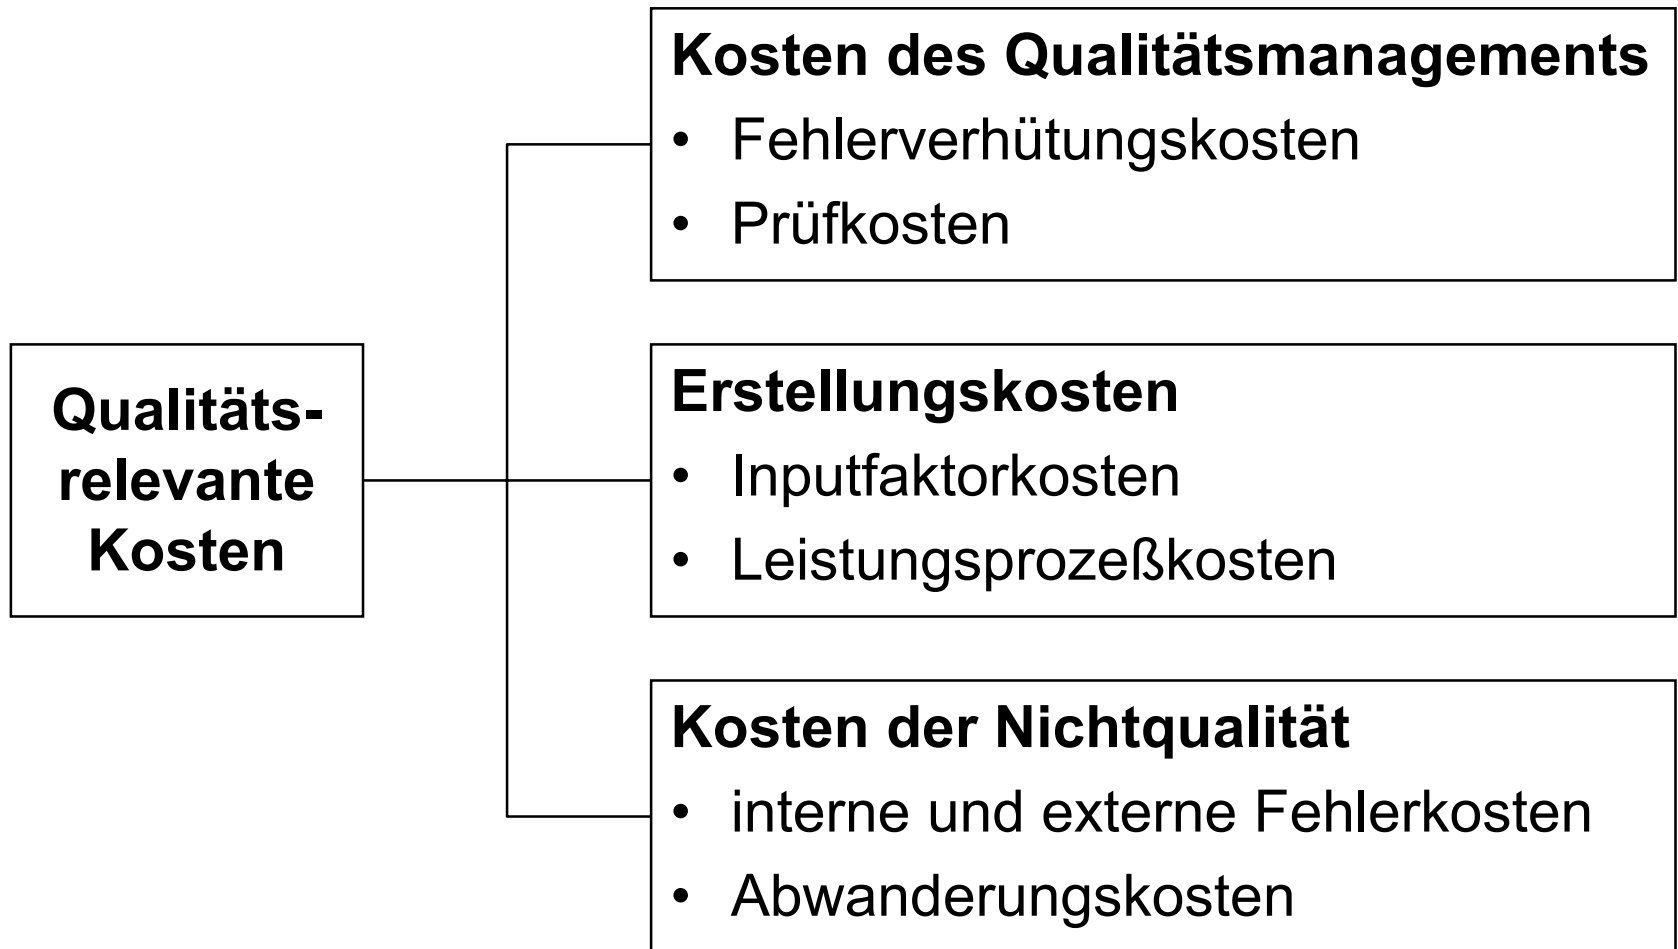 Kosten des Qualitätsmanagements
• Fehlerverhütungskosten
• Prüfkosten
Qualitäts-
relevante
Kosten
Erstellungskosten
• Inputfaktorkosten
• Leistungsprozeßkosten
Kosten der Nichtqualität
• interne und externe Fehlerkosten
• Abwanderungskosten